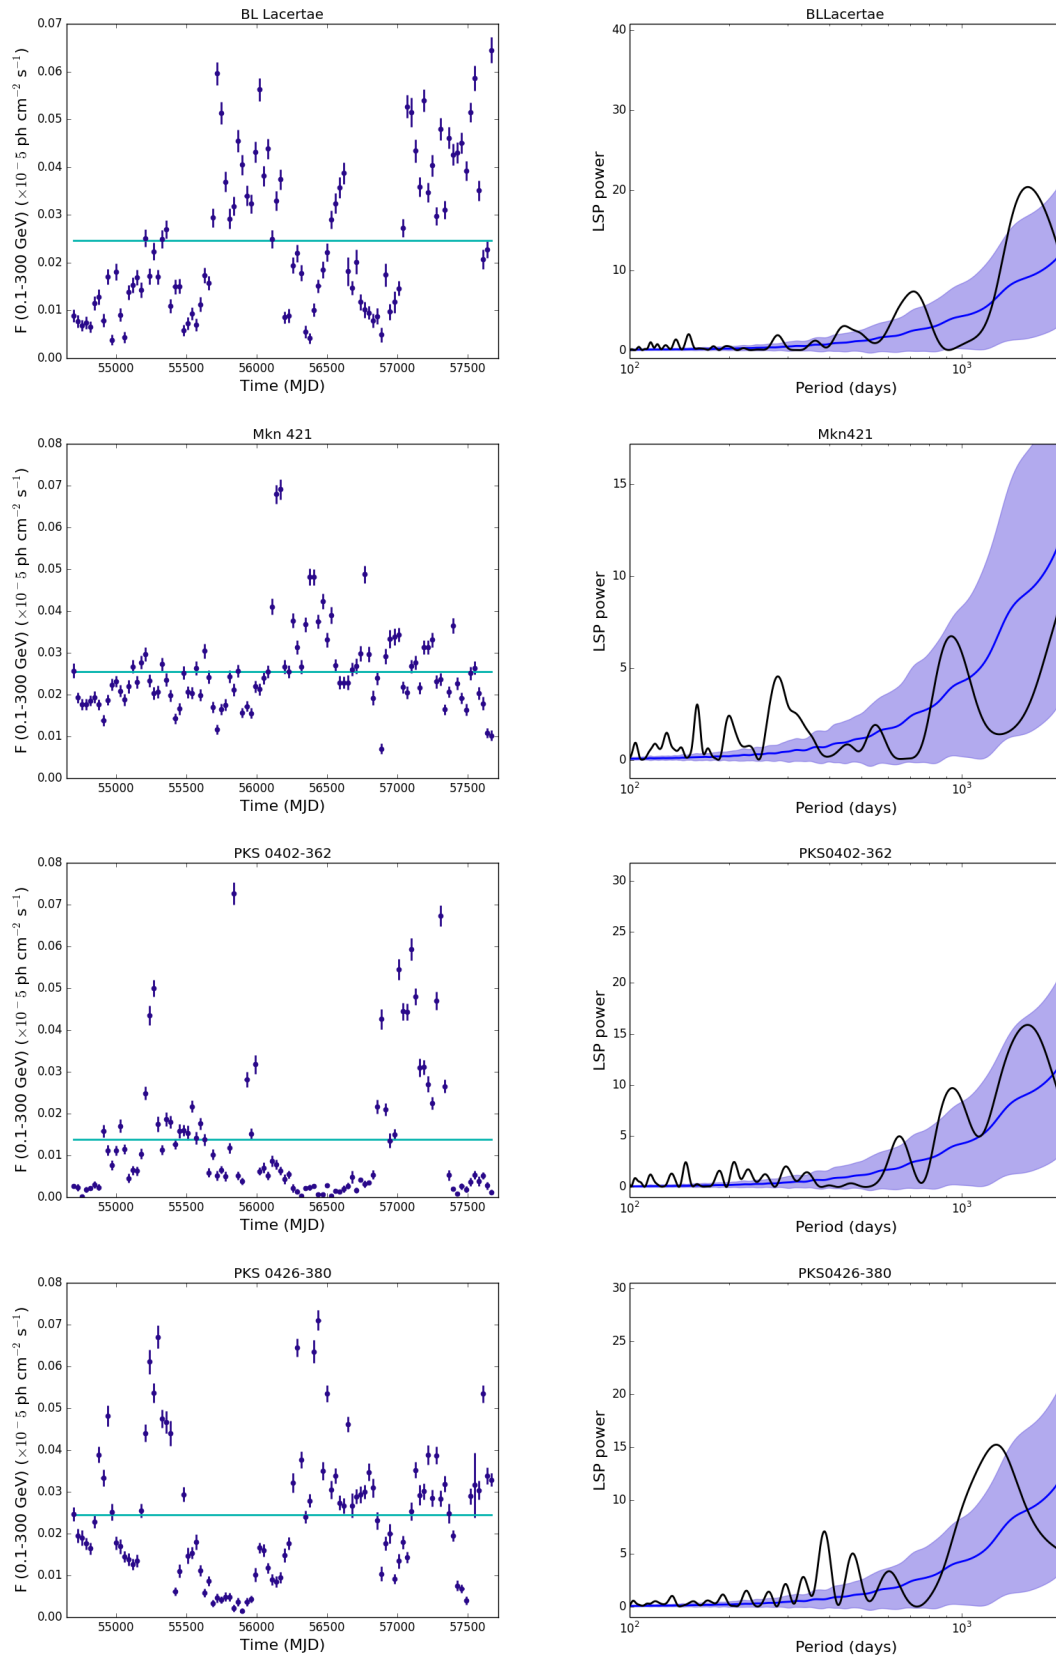 BL Lacertae
0.07
0.06
0.05
0.04
0.03
0.02
0.01
0.00
F (0.1-300 GeV) (×10⁻⁵ ph cm⁻² s⁻¹)
55000 55500 56000 56500 57000 57500
Time (MJD)
BLLacertae
40
30
20
10
0
LSP power
10² 10³
Period (days)
Mkn 421
0.08
0.07
0.06
0.05
0.04
0.03
0.02
0.01
0.00
F (0.1-300 GeV) (×10⁻⁵ ph cm⁻² s⁻¹)
55000 55500 56000 56500 57000 57500
Time (MJD)
Mkn421
15
10
5
0
LSP power
10² 10³
Period (days)
PKS 0402-362
0.08
0.07
0.06
0.05
0.04
0.03
0.02
0.01
0.00
F (0.1-300 GeV) (×10⁻⁵ ph cm⁻² s⁻¹)
55000 55500 56000 56500 57000 57500
Time (MJD)
PKS0402-362
30
25
20
15
10
5
0
LSP power
10² 10³
Period (days)
PKS 0426-380
0.08
0.07
0.06
0.05
0.04
0.03
0.02
0.01
0.00
F (0.1-300 GeV) (×10⁻⁵ ph cm⁻² s⁻¹)
55000 55500 56000 56500 57000 57500
Time (MJD)
PKS0426-380
30
25
20
15
10
5
0
LSP power
10² 10³
Period (days)